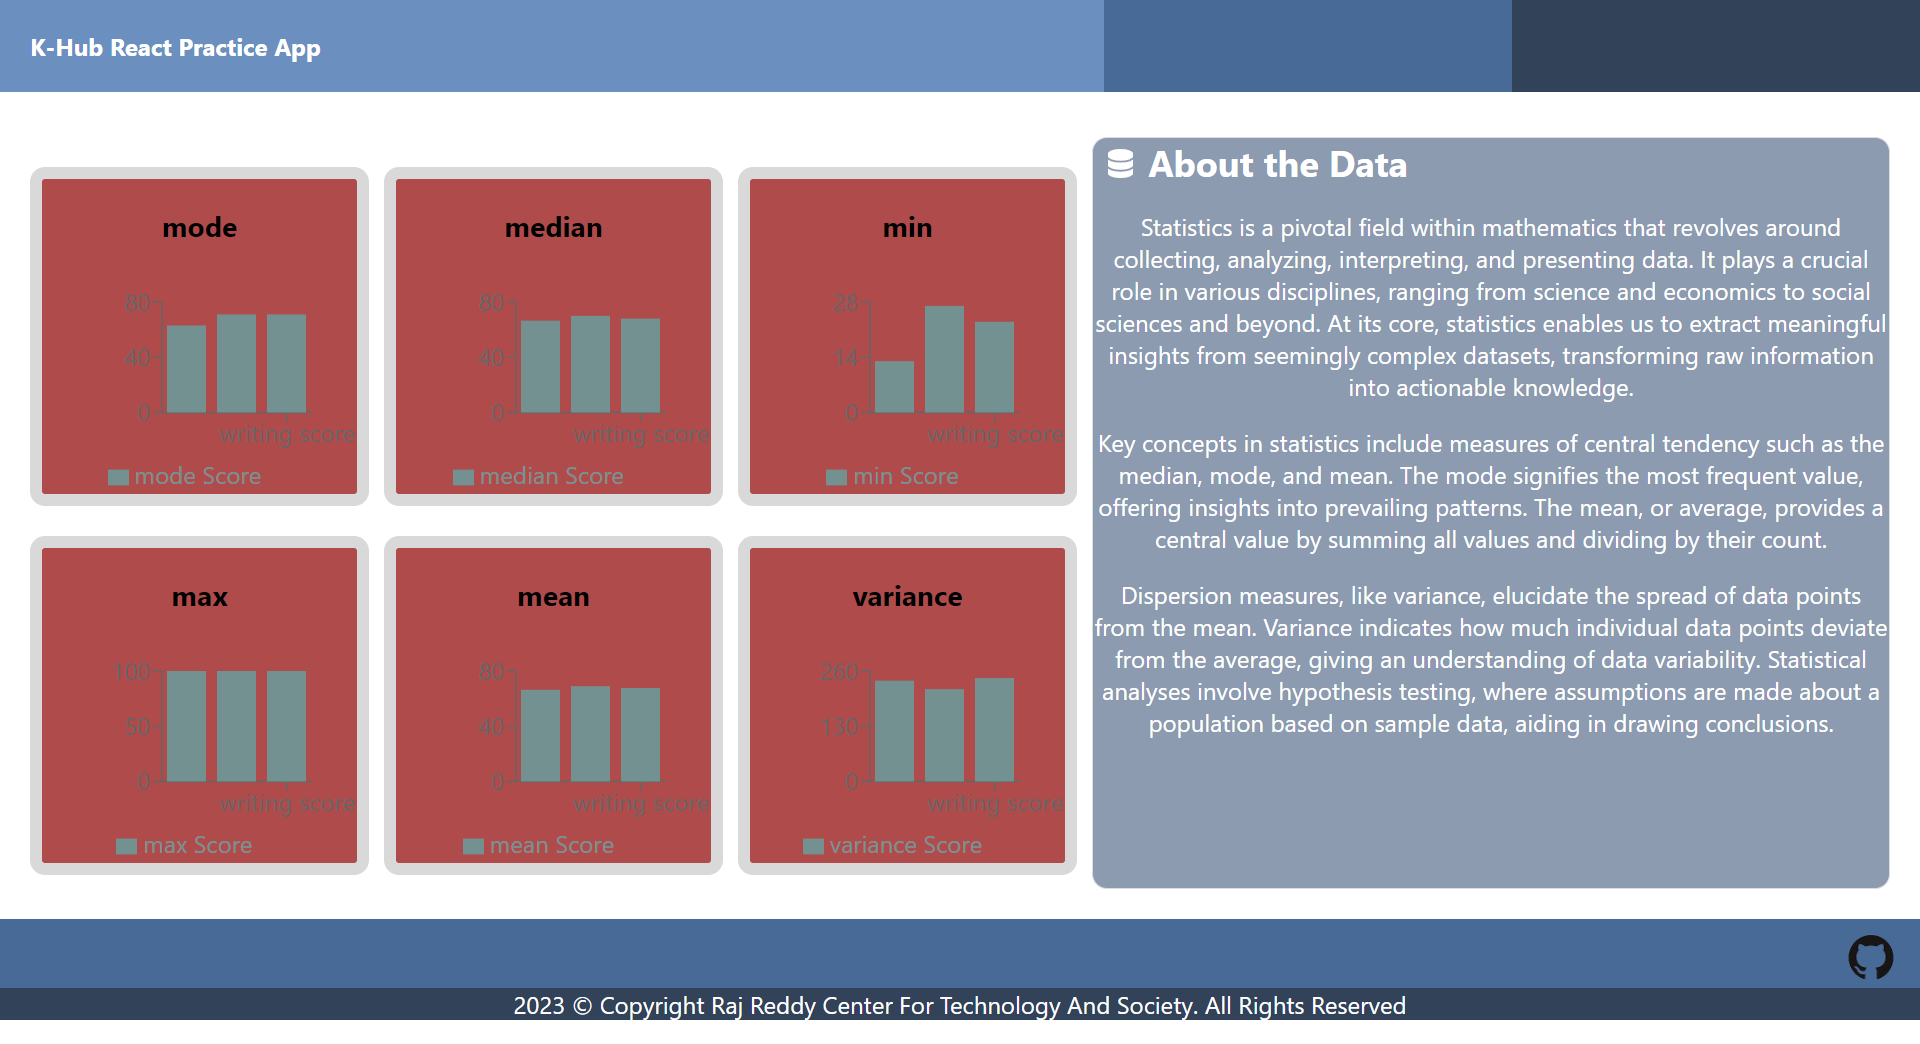 K-Hub React Practice App
mode
80
40
0
writing score
mode Score
median
80
40
0
writing score
median Score
min
28
14
0
writing score
min Score
max
100
50
0
writing score
max Score
mean
80
40
0
writing score
mean Score
variance
260
130
0
writing score
variance Score
About the Data
Statistics is a pivotal field within mathematics that revolves around
collecting, analyzing, interpreting, and presenting data. It plays a crucial
role in various disciplines, ranging from science and economics to social
sciences and beyond. At its core, statistics enables us to extract meaningful
insights from seemingly complex datasets, transforming raw information
into actionable knowledge.
Key concepts in statistics include measures of central tendency such as the
median, mode, and mean. The mode signifies the most frequent value,
offering insights into prevailing patterns. The mean, or average, provides a
central value by summing all values and dividing by their count.
Dispersion measures, like variance, elucidate the spread of data points
from the mean. Variance indicates how much individual data points deviate
from the average, giving an understanding of data variability. Statistical
analyses involve hypothesis testing, where assumptions are made about a
population based on sample data, aiding in drawing conclusions.
2023 © Copyright Raj Reddy Center For Technology And Society. All Rights Reserved